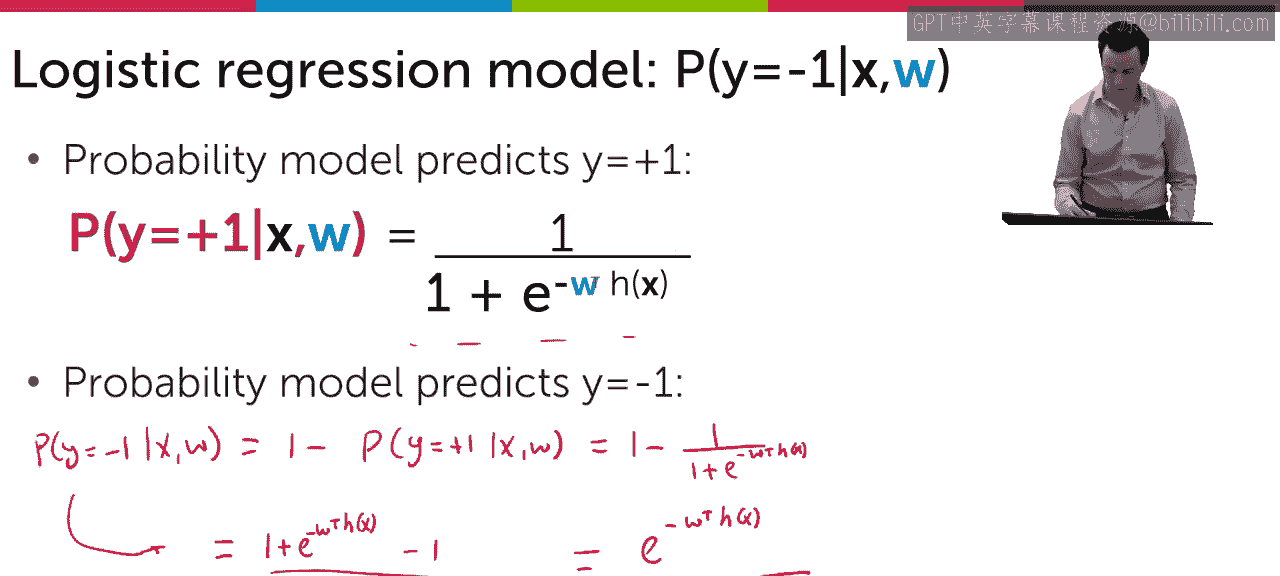 GPT中英字幕课程资源@bilibili.com
Logistic regression model: P(y=-1|x,w)
• Probability model predicts y=+1:
P(y=+1|x,w) = 1 / (1 + e^{-wᵀ h(x)})
• Probability model predicts y=-1:
P(y=-1|x,w) = 1 - P(y=+1|x,w) = 1 - 1 / (1+e^{-wᵀh(x)})
= 1+e^{-wᵀh(x)} - 1 = e^{-wᵀh(x)}